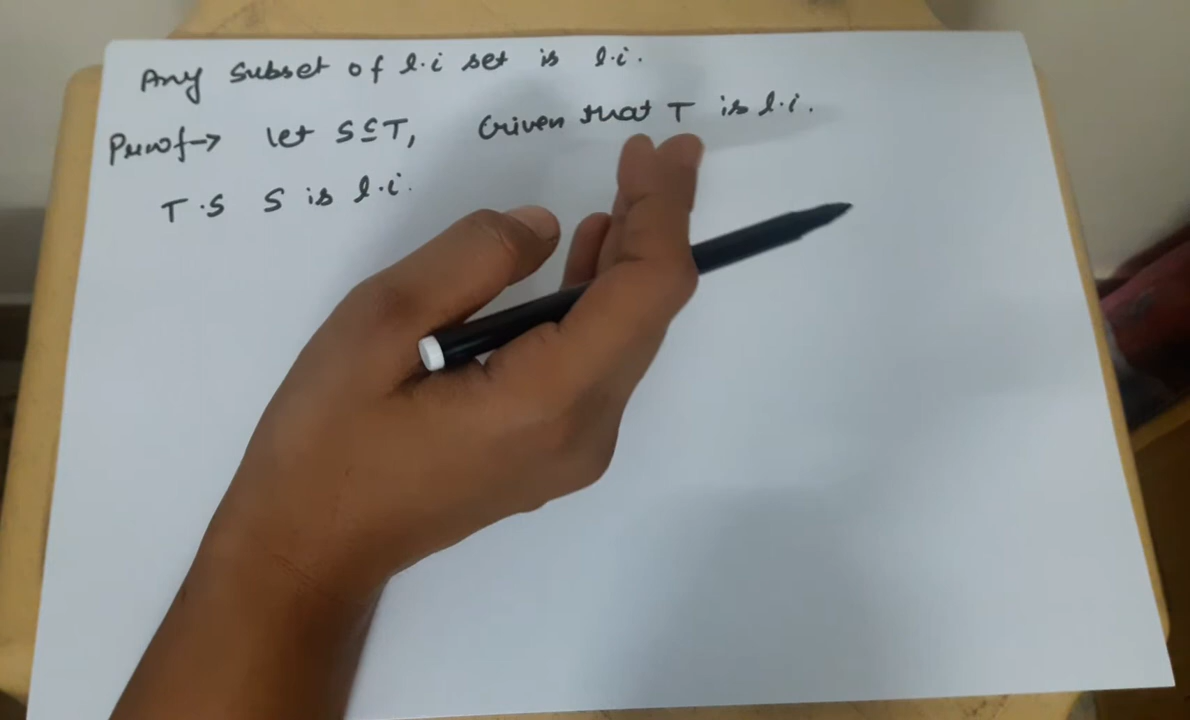 Any subset of l.i set is l.i.
Proof→ let S⊆T, Given that T is l.i.
T.S S is l.i.